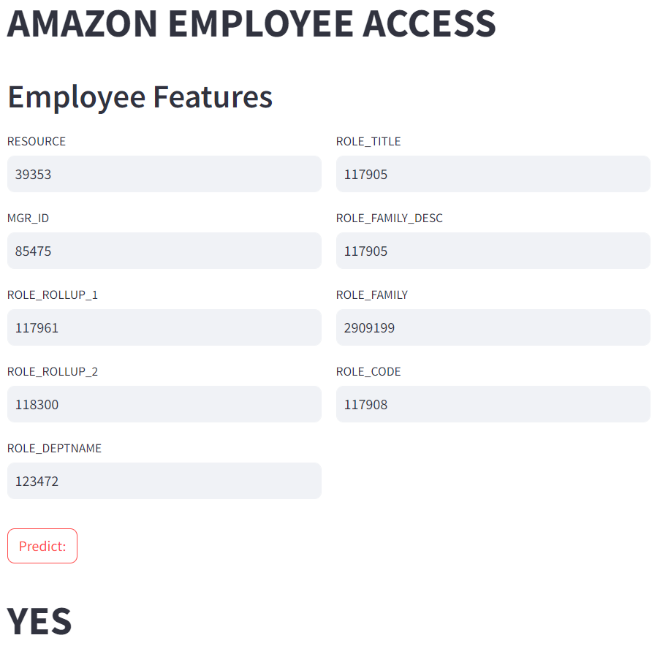 AMAZON EMPLOYEE ACCESS
Employee Features
RESOURCE
39353
MGR_ID
85475
ROLE_ROLLUP_1
117961
ROLE_ROLLUP_2
118300
ROLE_DEPTNAME
123472
ROLE_TITLE
117905
ROLE_FAMILY_DESC
117905
ROLE_FAMILY
2909199
ROLE_CODE
117908
Predict:
YES